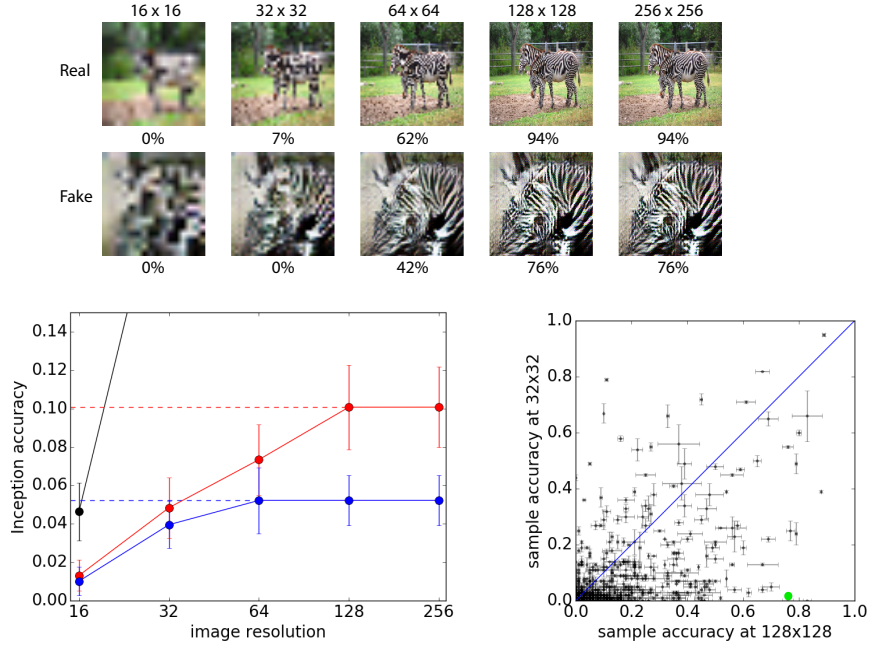 16 x 16 32 x 32 64 x 64 128 x 128 256 x 256
Real
0% 7% 62% 94% 94%
Fake
0% 0% 42% 76% 76%
0.14
0.12
0.10
0.08
0.06
0.04
0.02
0.00
16 32 64 128 256
image resolution
Inception accuracy
1.0
0.8
0.6
0.4
0.2
0.0
0.0 0.2 0.4 0.6 0.8 1.0
sample accuracy at 128x128
sample accuracy at 32x32